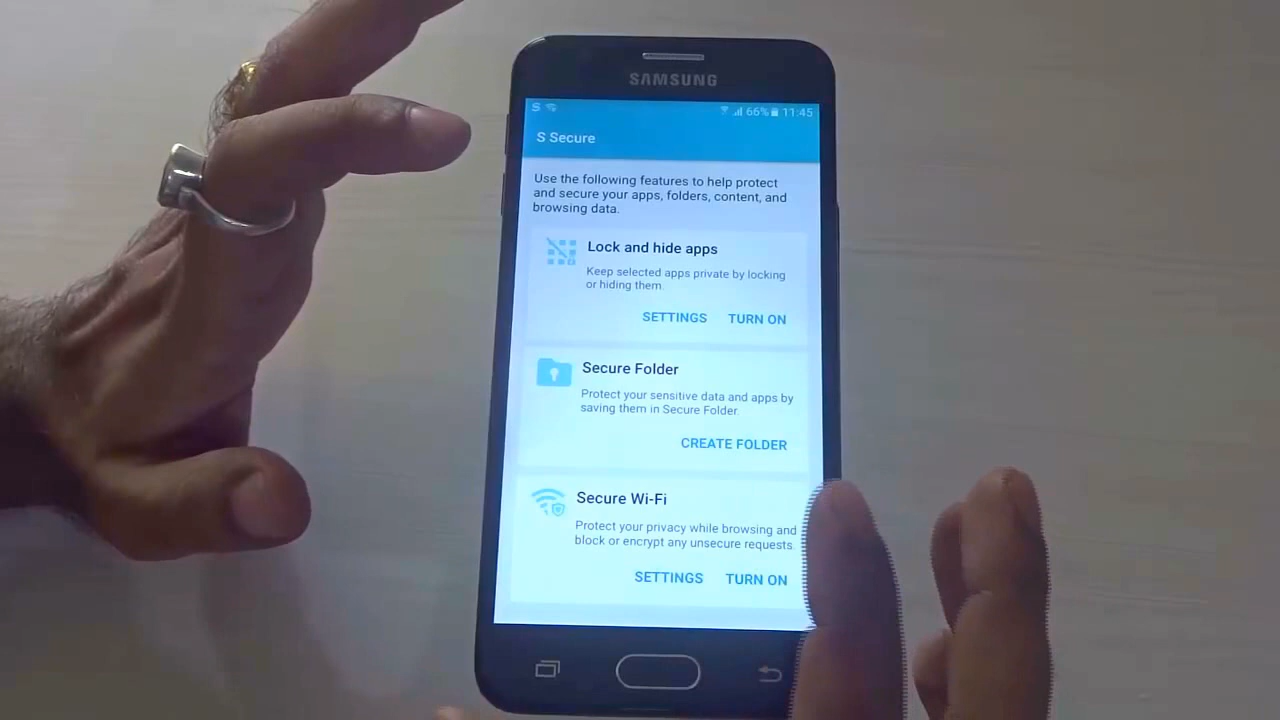 SAMSUNG
S 66% 11:45
S Secure
Use the following features to help protect
and secure your apps, folders, content, and
browsing data.
Lock and hide apps
Keep selected apps private by locking
or hiding them.
SETTINGS TURN ON
Secure Folder
Protect your sensitive data and apps by
saving them in Secure Folder.
CREATE FOLDER
Secure Wi-Fi
Protect your privacy while browsing and
block or encrypt any unsecure requests.
SETTINGS TURN ON